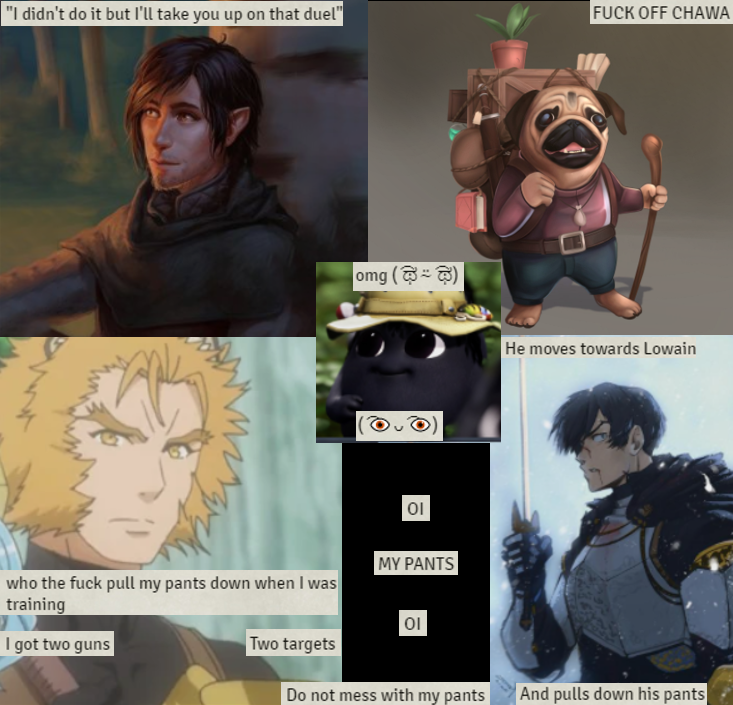 "I didn't do it but I'll take you up on that duel"
FUCK OFF CHAWA
omg ( ಥ ͠~ ಥ)
(👁 ᴗ 👁)
He moves towards Lowain
OI
MY PANTS
OI
who the fuck pull my pants down when I was
training
I got two guns
Two targets
Do not mess with my pants
And pulls down his pants